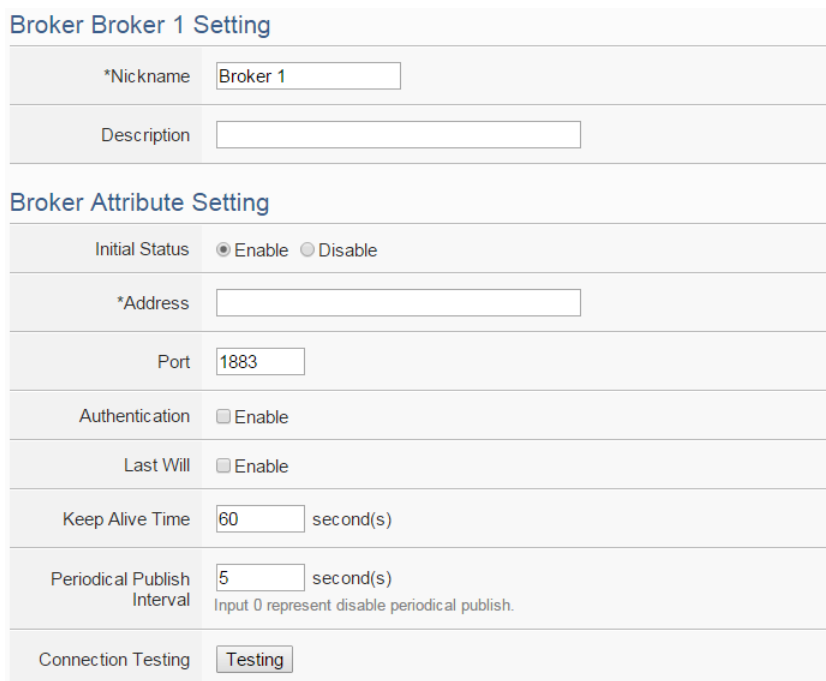 Broker Broker 1 Setting
*Nickname Broker 1
Description
Broker Attribute Setting
Initial Status Enable Disable
*Address
Port 1883
Authentication Enable
Last Will Enable
Keep Alive Time 60 second(s)
Periodical Publish Interval 5 second(s)
Input 0 represent disable periodical publish.
Connection Testing Testing